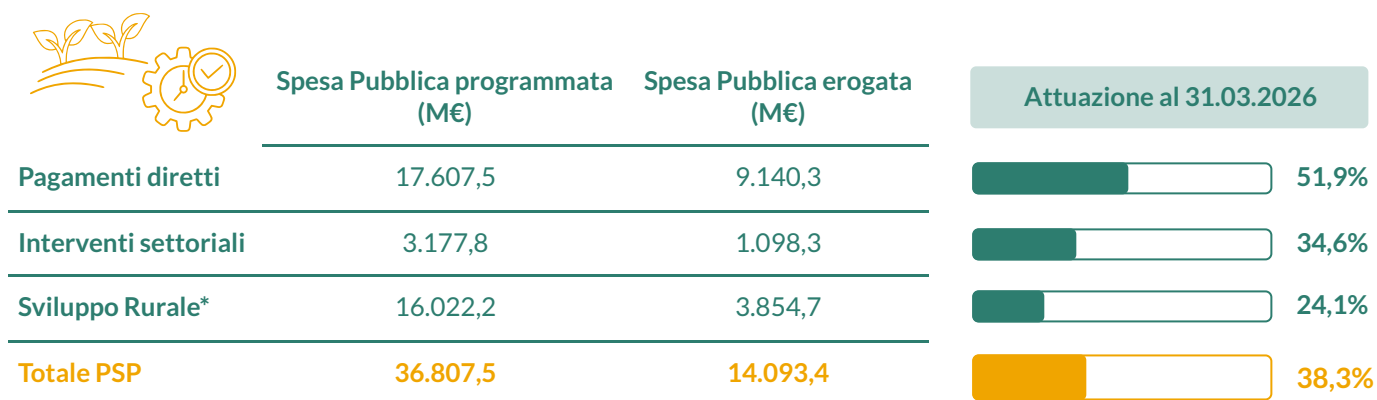 Spesa Pubblica programmata (M€)
Spesa Pubblica erogata (M€)
Attuazione al 31.03.2026
Pagamenti diretti 17.607,5 9.140,3 51,9%
Interventi settoriali 3.177,8 1.098,3 34,6%
Sviluppo Rurale* 16.022,2 3.854,7 24,1%
Totale PSP 36.807,5 14.093,4 38,3%